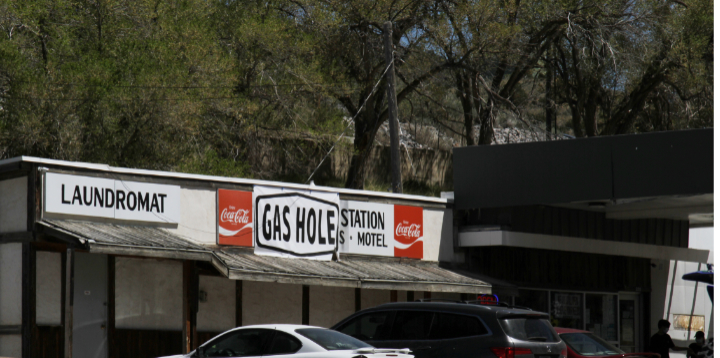 LAUNDROMAT
Coca-Cola
GAS HOLE
STATION
S • MOTEL
Coca-Cola